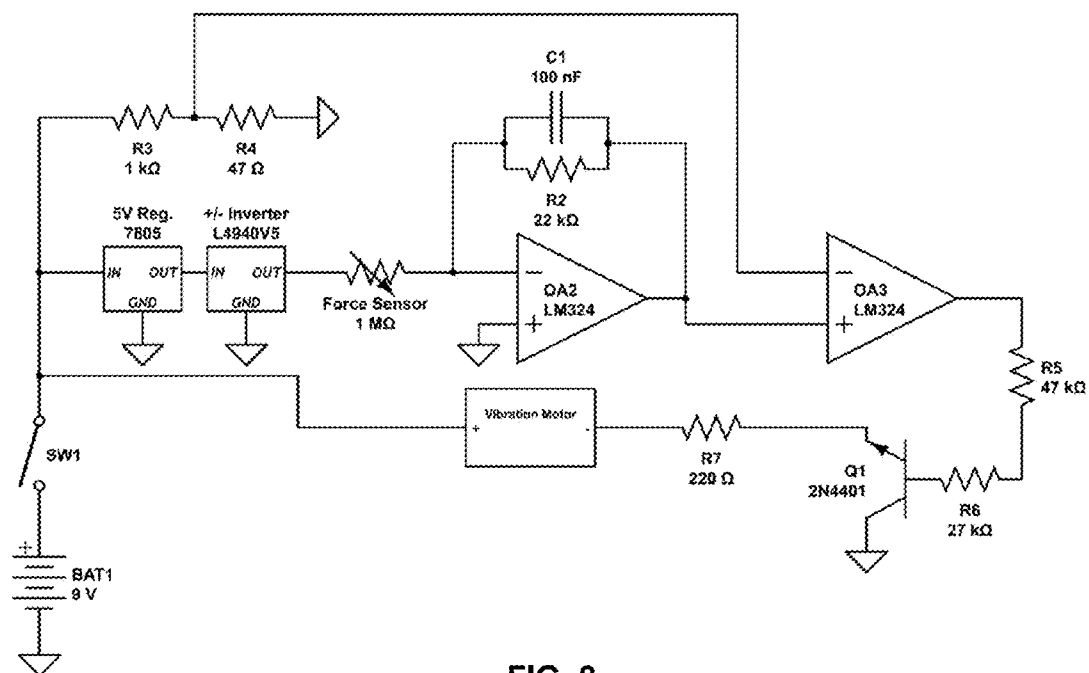 C1
100 nF
R3
1 kΩ
R4
47 Ω
R2
22 kΩ
5V Reg.
7805
+/- Inverter
L4940V5
IN OUT
GND
IN OUT
GND
Force Sensor
1 MΩ
−
OA2
LM324
+
−
OA3
LM324
+
R5
47 kΩ
Vibration Motor
+ -
R7
220 Ω
Q1
2N4401
R6
27 kΩ
SW1
+
BAT1
9 V